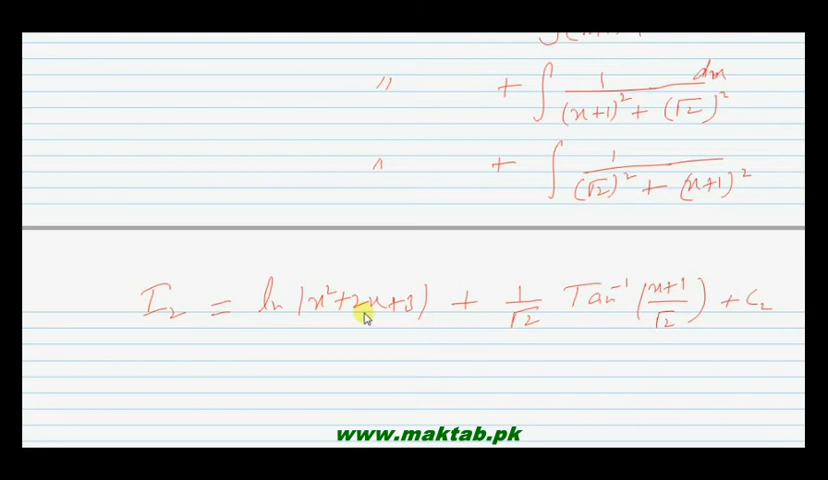 " + ∫ 1/((x+1)² + (√2)²) dx
" + ∫ 1/((√2)² + (x+1)²)
I₂ = ln|x²+2x+3| + 1/√2 Tan⁻¹((x+1)/√2) + C₂
www.maktab.pk